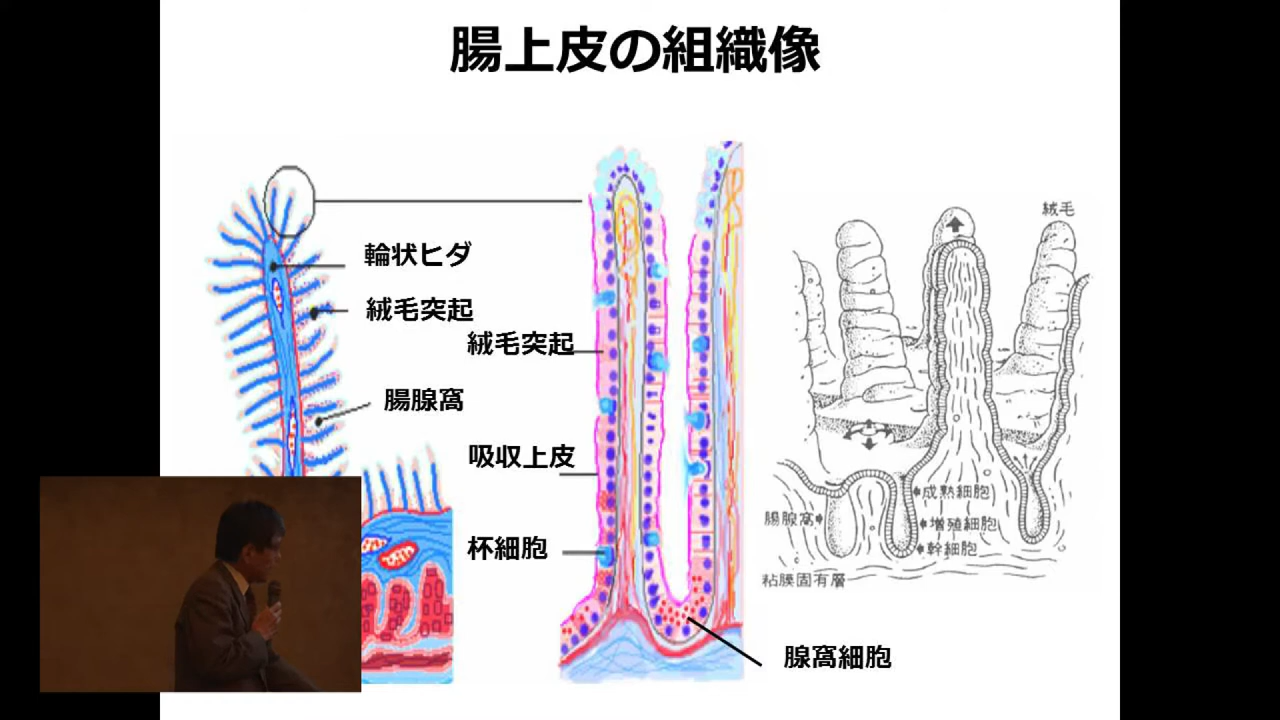 腸上皮の組織像
輪状ヒダ
絨毛突起
腸腺窩
絨毛突起
吸収上皮
杯細胞
腺窩細胞
絨毛
成熟細胞
腸腺窩
増殖細胞
幹細胞
粘膜固有層